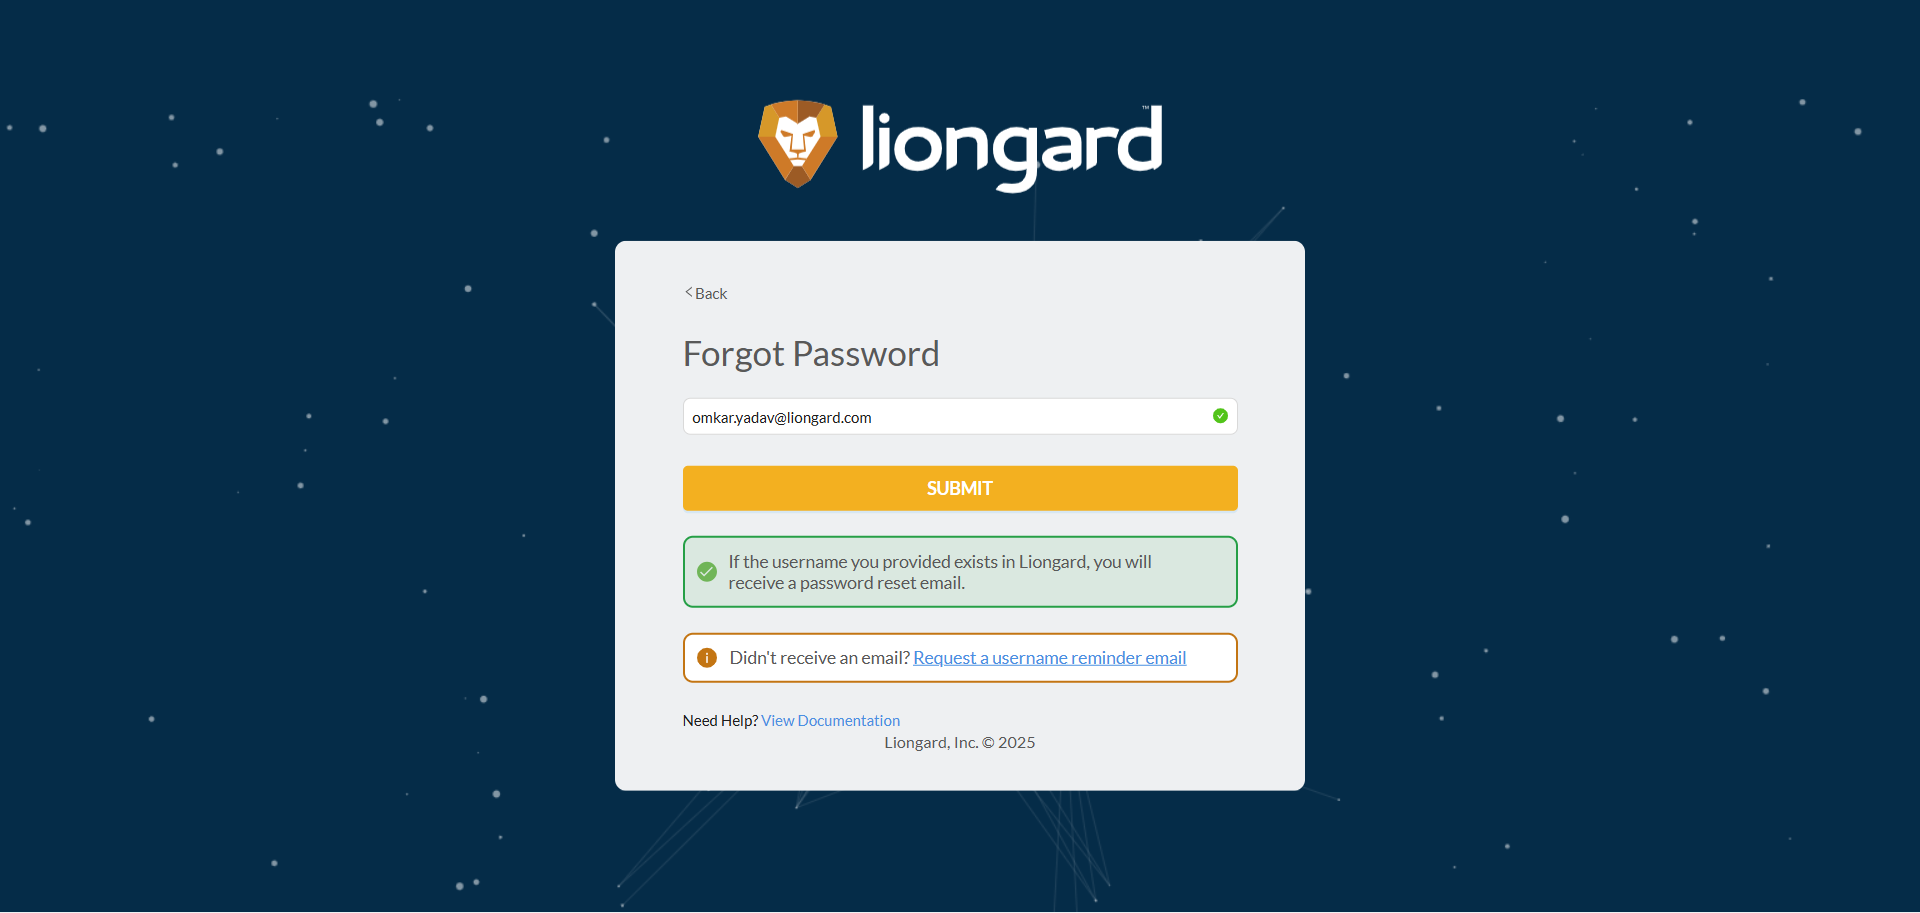 liongard™
Back
Forgot Password
omkar.yadav@liongard.com
SUBMIT
If the username you provided exists in Liongard, you will
receive a password reset email.
Didn't receive an email? Request a username reminder email
Need Help? View Documentation
Liongard, Inc. © 2025